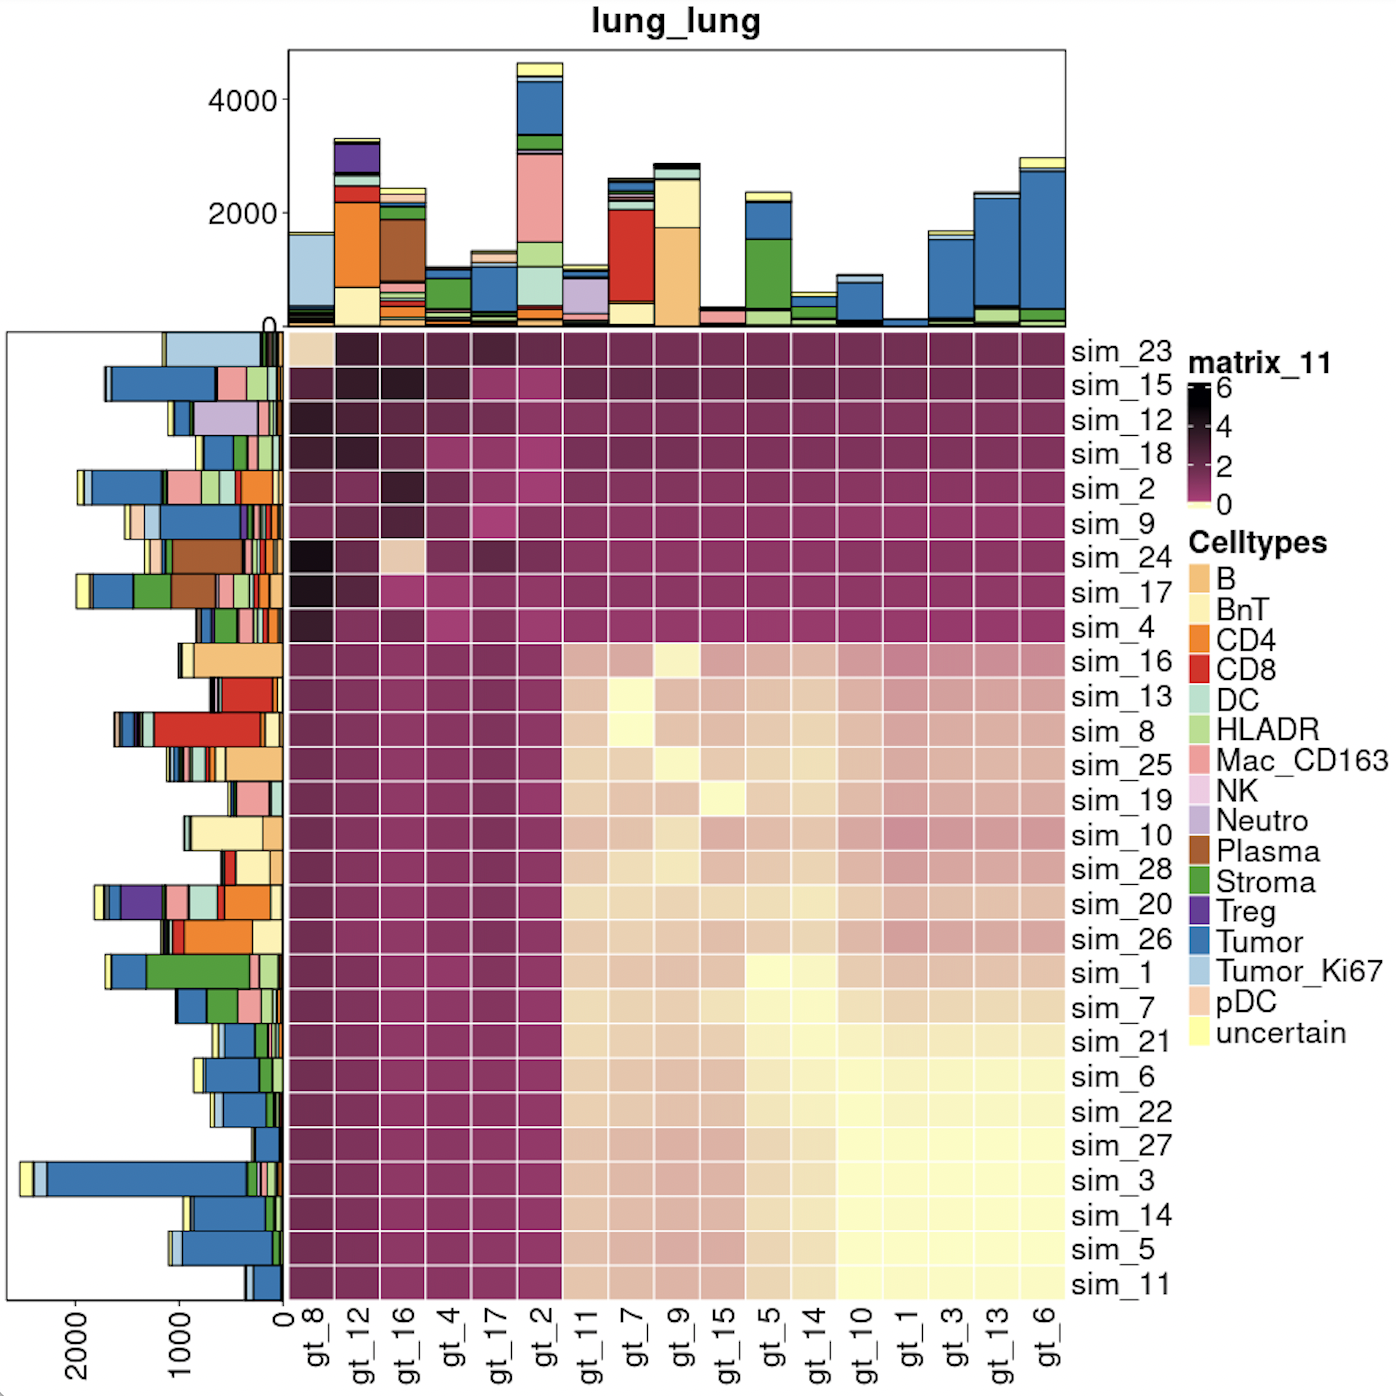 lung_lung
4000
2000
0
sim_23
sim_15
sim_12
sim_18
sim_2
sim_9
sim_24
sim_17
sim_4
sim_16
sim_13
sim_8
sim_25
sim_19
sim_10
sim_28
sim_20
sim_26
sim_1
sim_7
sim_21
sim_6
sim_22
sim_27
sim_3
sim_14
sim_5
sim_11
matrix_11
6
4
2
0
Celltypes
B
BnT
CD4
CD8
DC
HLADR
Mac_CD163
NK
Neutro
Plasma
Stroma
Treg
Tumor
Tumor_Ki67
pDC
uncertain
2000
1000
0
gt_8
gt_12
gt_16
gt_4
gt_17
gt_2
gt_11
gt_7
gt_9
gt_15
gt_5
gt_14
gt_10
gt_1
gt_3
gt_13
gt_6